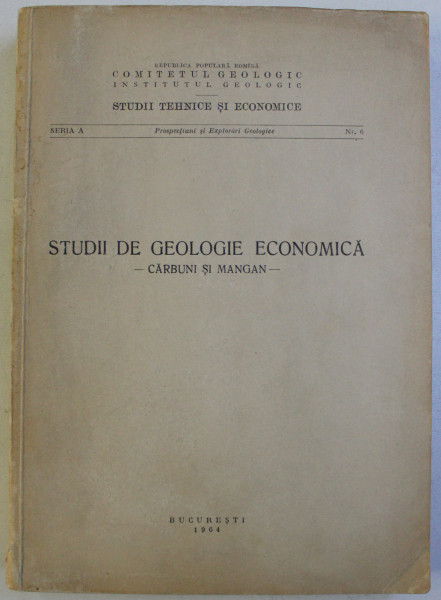 REPUBLICA POPULARĂ ROMÎNĂ
COMITETUL GEOLOGIC
INSTITUTUL GEOLOGIC
STUDII TEHNICE ȘI ECONOMICE
SERIA A Prospecțiuni și Explorări Geologice Nr. 6
STUDII DE GEOLOGIE ECONOMICĂ
— CĂRBUNI ȘI MANGAN —
BUCUREȘTI
1964